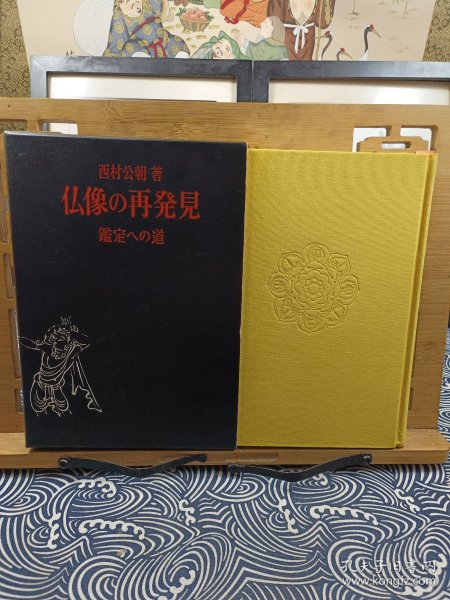 西村公朝 著
仏像の再発見
鑑定への道
孔夫子旧书网
www.kongfz.com